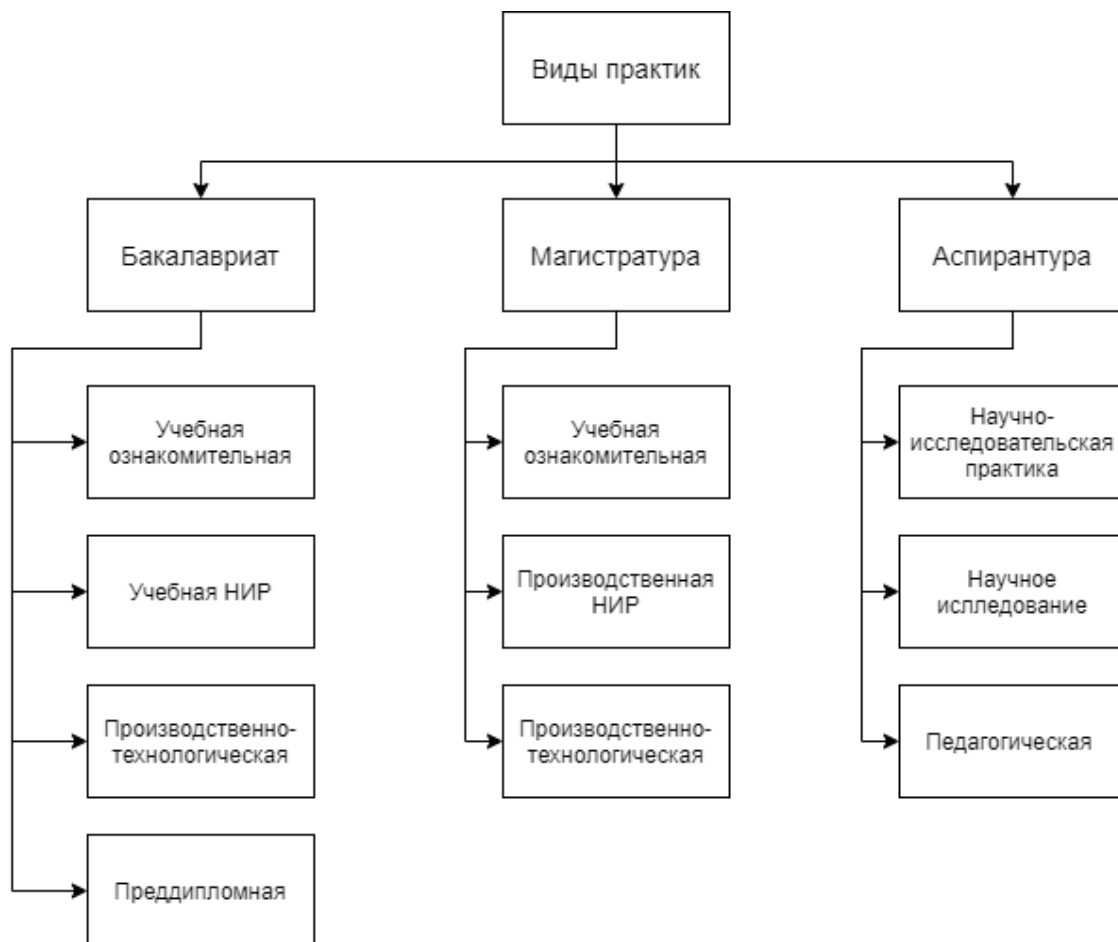 Виды практик
Бакалавриат
Магистратура
Аспирантура
Учебная
ознакомительная
Учебная НИР
Производственно-
технологическая
Преддипломная
Учебная
ознакомительная
Производственная
НИР
Производственно-
технологическая
Научно-
исследовательская
практика
Научное
ислледование
Педагогическая